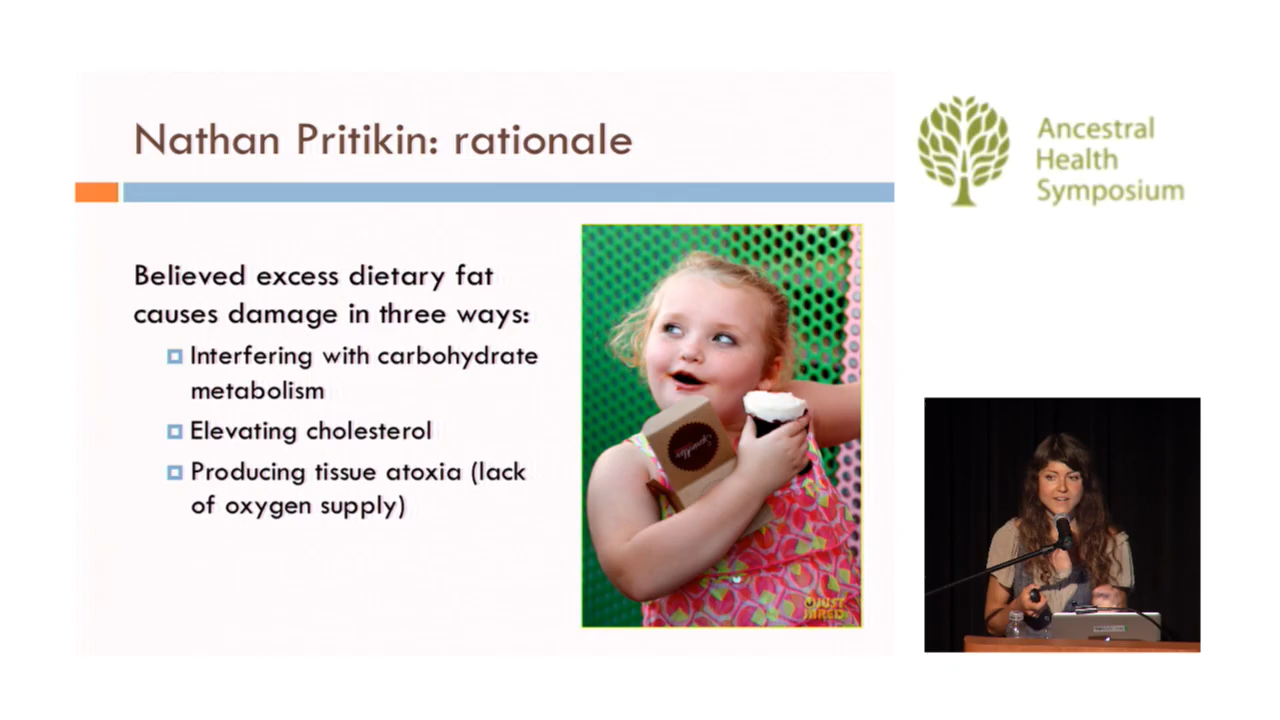 Nathan Pritikin: rationale
Ancestral
Health
Symposium
Believed excess dietary fat
causes damage in three ways:
Interfering with carbohydrate
metabolism
Elevating cholesterol
Producing tissue atoxia (lack
of oxygen supply)
Sprinkles
JUST
JARED